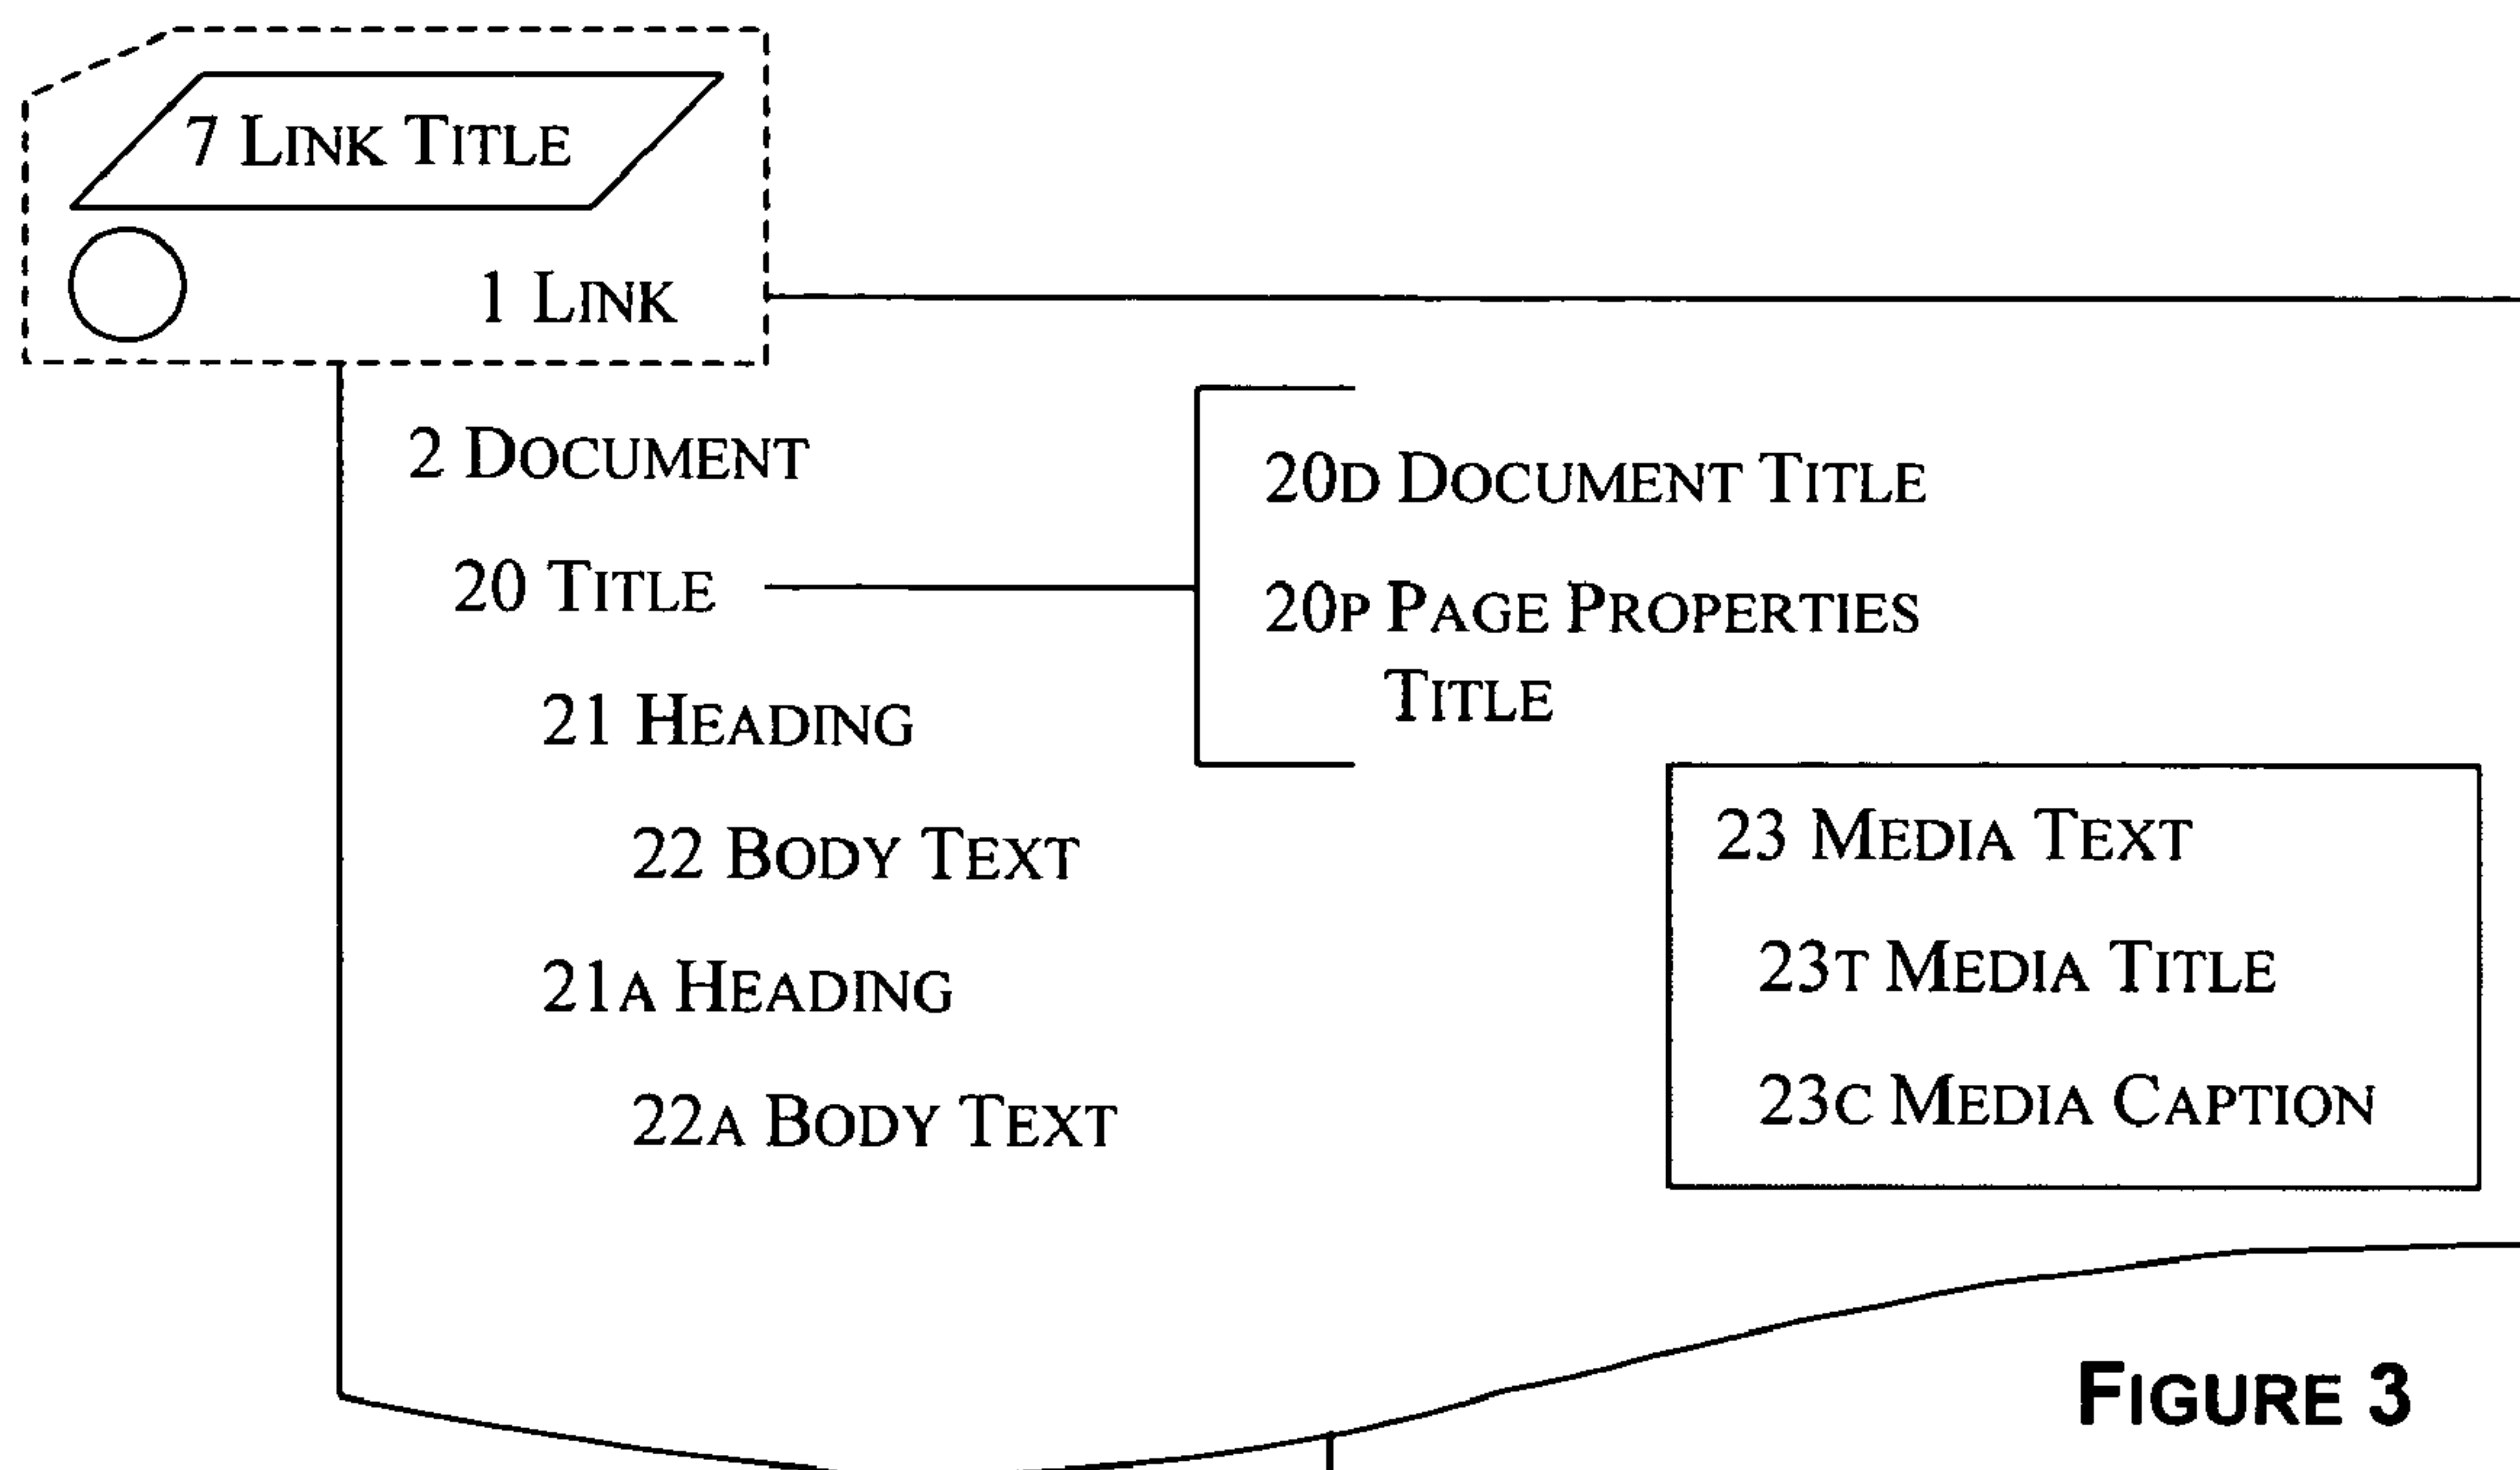 7 Link Title
1 Link
2 Document
20 Title
21 Heading
22 Body Text
21a Heading
22a Body Text
20d Document Title
20p Page Properties
Title
23 Media Text
23t Media Title
23c Media Caption
Figure 3